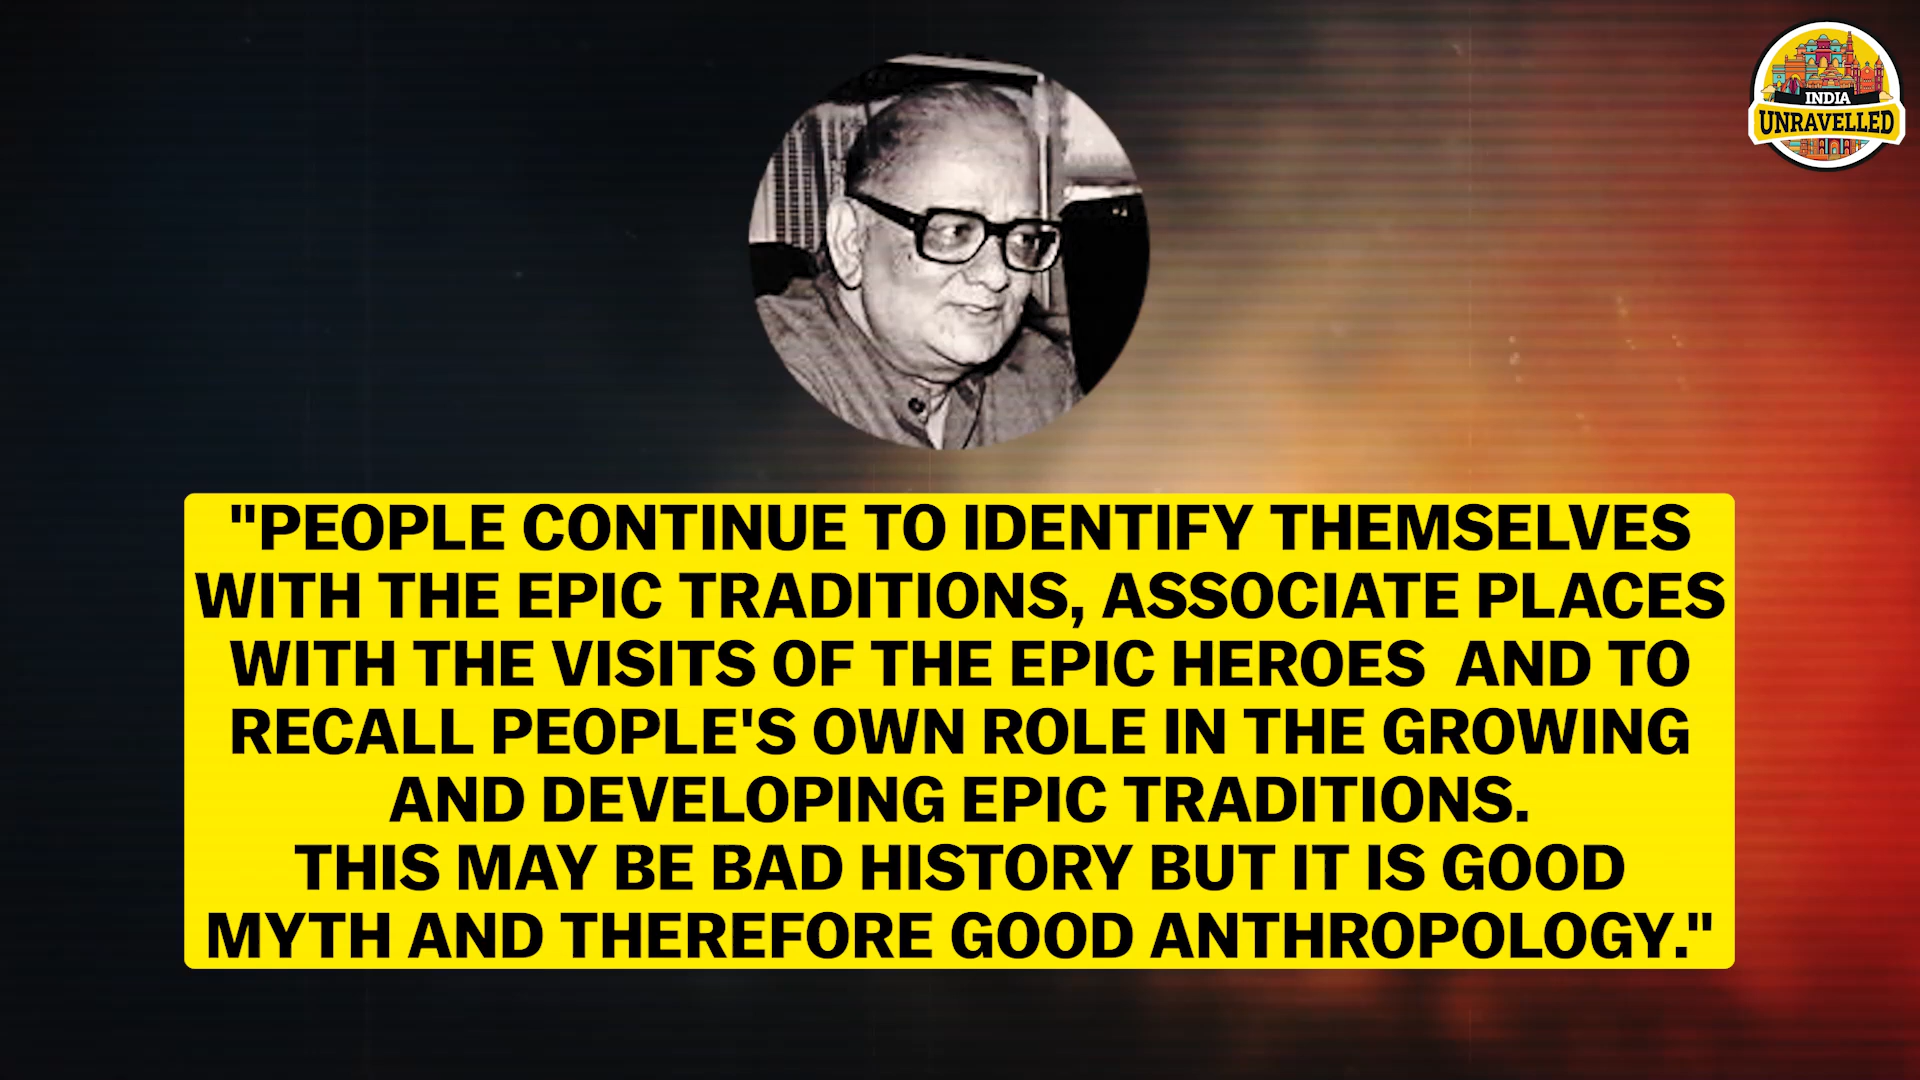 INDIA
UNRAVELLED
"PEOPLE CONTINUE TO IDENTIFY THEMSELVES
WITH THE EPIC TRADITIONS, ASSOCIATE PLACES
WITH THE VISITS OF THE EPIC HEROES  AND TO
RECALL PEOPLE'S OWN ROLE IN THE GROWING
AND DEVELOPING EPIC TRADITIONS.
THIS MAY BE BAD HISTORY BUT IT IS GOOD
MYTH AND THEREFORE GOOD ANTHROPOLOGY."